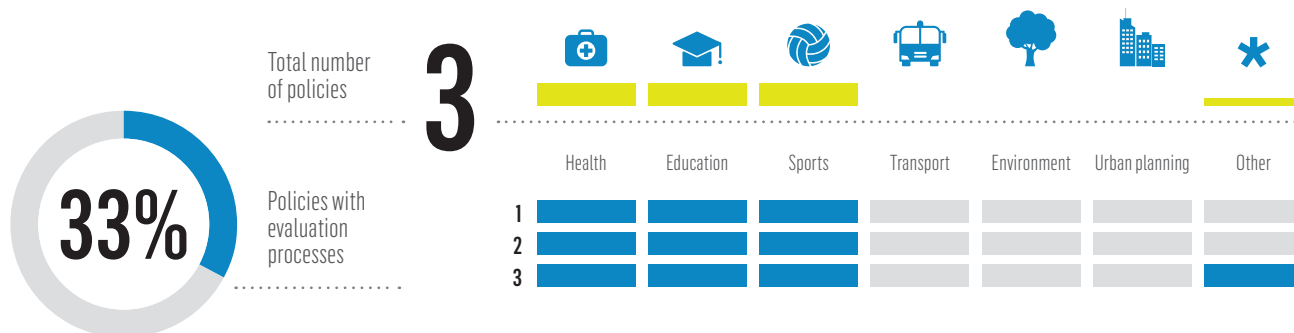 Total number
of policies
3
33%
Policies with
evaluation
processes
Health Education Sports Transport Environment Urban planning Other
1
2
3